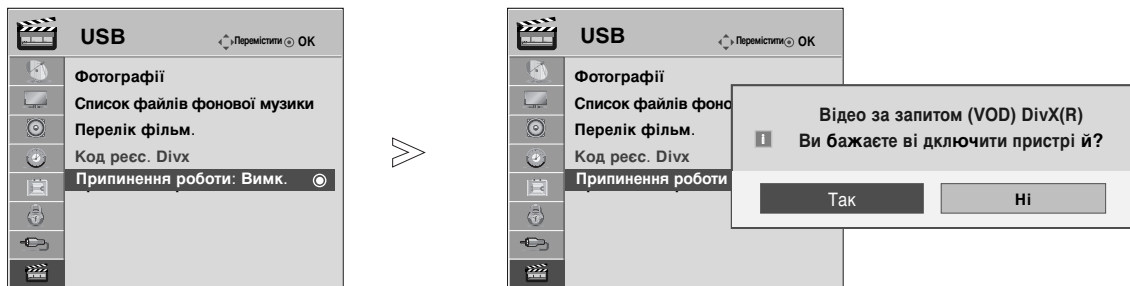 USB
Перемістити OK
Фотографії
Список файлів фонової музики
Перелік фільм.
Код реєс. Divx
Припинення роботи: Вимк.
USB
Перемістити OK
Фотографії
Список файлів фоно
Перелік фільм.
Код реєс. Divx
Припинення роботи
Відео за запитом (VOD) DivX(R)
Ви бажаєте ві дключити пристрі й?
Так
Ні